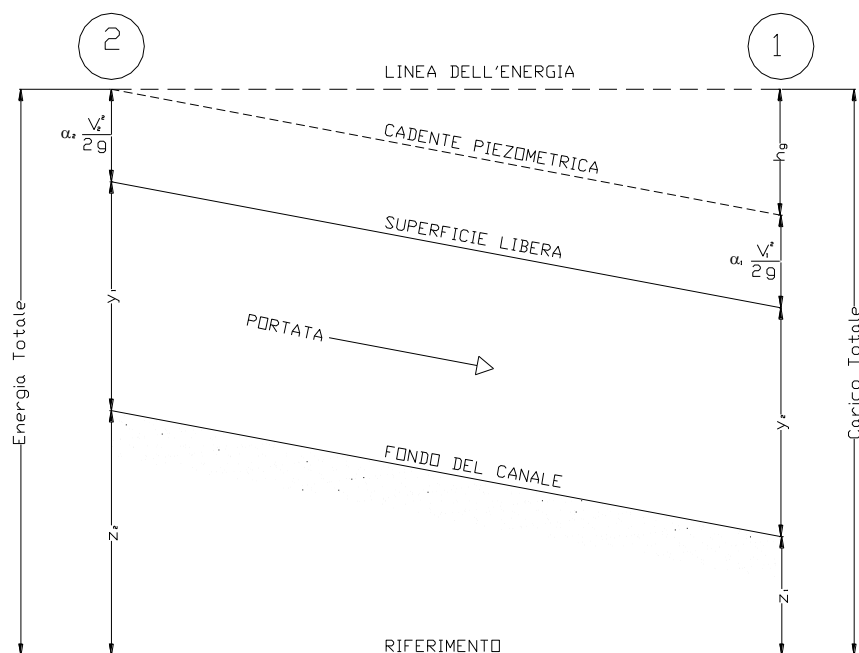 2
1
LINEA DELL'ENERGIA
α₂ V₂²/2g
CADENTE PIEZOMETRICA
hg
SUPERFICIE LIBERA
α₁ V₁²/2g
y₁
PORTATA
Energia Totale
Carico Totale
y₂
FONDO DEL CANALE
z₂
z₁
RIFERIMENTO